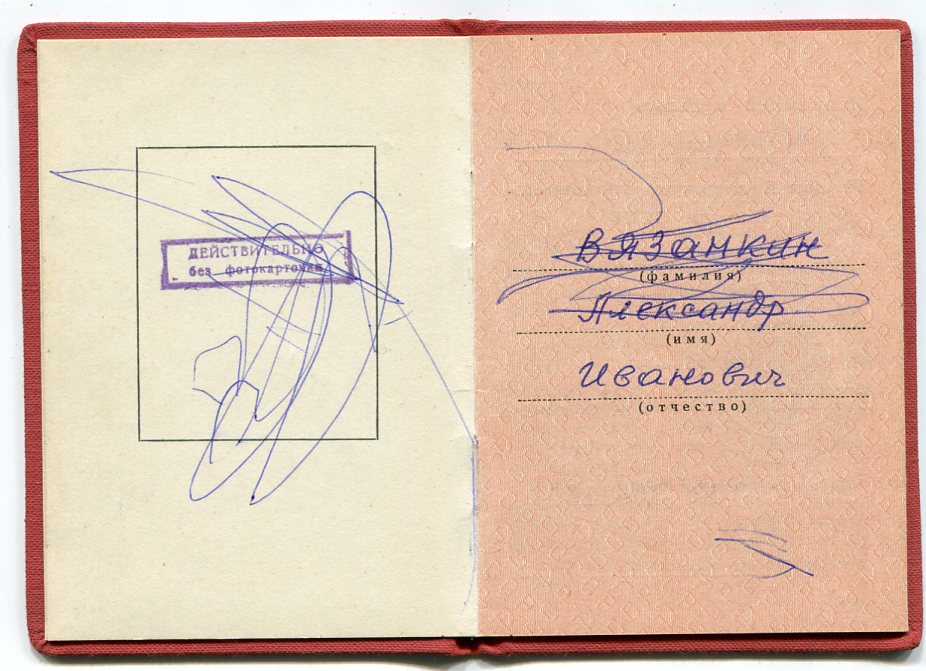 ДЕЙСТВИТЕЛЬНО
без фотокарточки
Вязанкин
(фамилия)
Александр
(имя)
Иванович
(отчество)